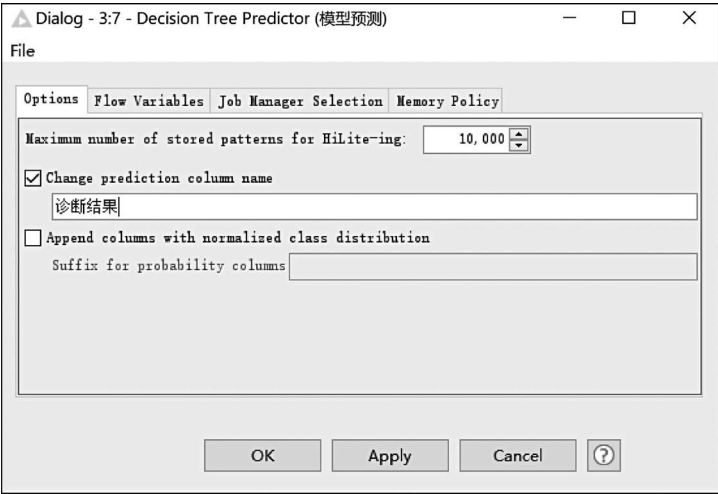 Dialog - 3:7 - Decision Tree Predictor (模型预测)
File
Options Flow Variables Job Manager Selection Memory Policy
Maximum number of stored patterns for HiLite-ing: 10,000
Change prediction column name
诊断结果
Append columns with normalized class distribution
Suffix for probability columns
OK Apply Cancel ?